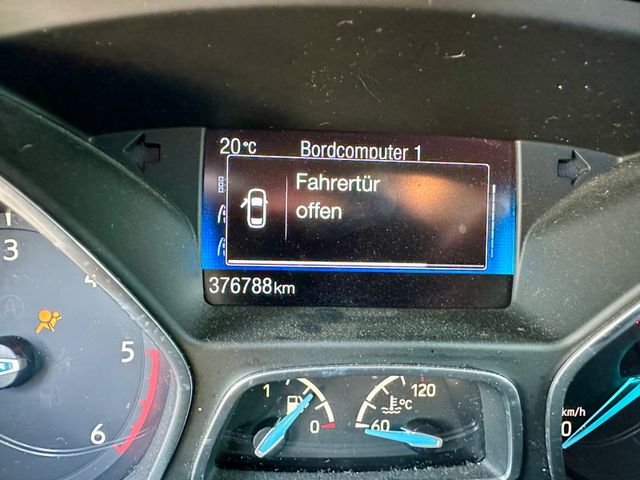 20°C Bordcomputer 1
Fahrertür
offen
376788km
3
4
5
6
1 0
60 120
°C
km/h
0